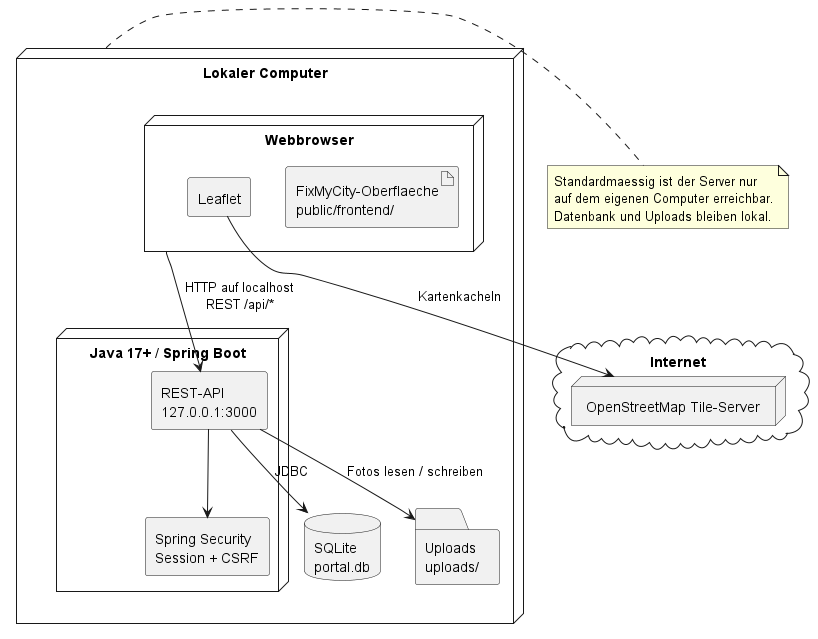 Lokaler Computer
Webbrowser
Leaflet
FixMyCity-Oberflaeche
public/frontend/
Standardmaessig ist der Server nur
auf dem eigenen Computer erreichbar.
Datenbank und Uploads bleiben lokal.
HTTP auf localhost
REST /api/*
Kartenkacheln
Java 17+ / Spring Boot
REST-API
127.0.0.1:3000
Internet
OpenStreetMap Tile-Server
JDBC
Fotos lesen / schreiben
Spring Security
Session + CSRF
SQLite
portal.db
Uploads
uploads/